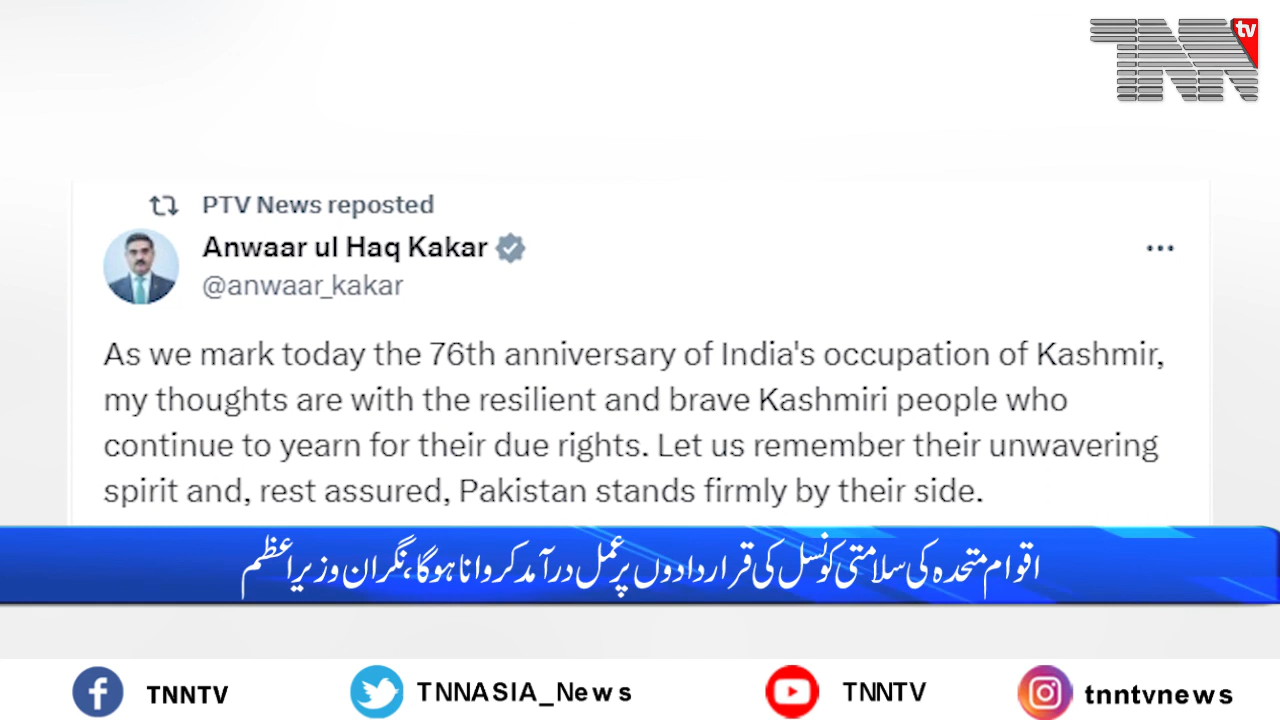 TNN tv
PTV News reposted
Anwaar ul Haq Kakar
@anwaar_kakar
As we mark today the 76th anniversary of India's occupation of Kashmir,
my thoughts are with the resilient and brave Kashmiri people who
continue to yearn for their due rights. Let us remember their unwavering
spirit and, rest assured, Pakistan stands firmly by their side.
اقوام متحدہ کی سلامتی کونسل کی قراردادوں پر عمل درآمد کروانا ہوگا، نگران وزیراعظم
TNNTV
TNNASIA_News
TNNTV
tnntvnews